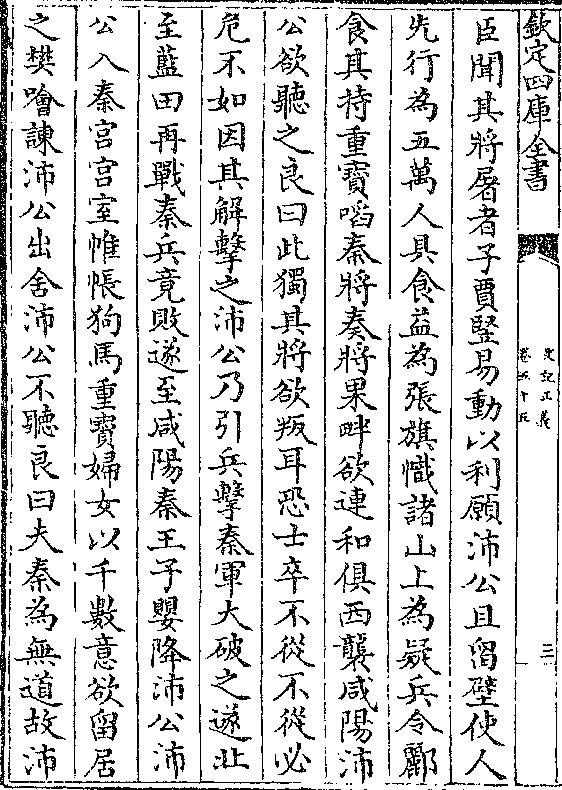 欽定四庫全書
史記正義
卷五十五
三
臣聞其將屠者子賈豎易動以利願沛公且留壁使人
先行為五萬人具食益為張旗幟諸山上為疑兵令酈
食其持重寶啗秦將秦將果畔欲連和俱西襲咸陽沛
公欲聽之良曰此獨其將欲叛耳恐士卒不從不從必
危不如因其解擊之沛公乃引兵擊秦軍大破之遂北
至藍田再戰秦兵竟敗遂至咸陽秦王子嬰降沛公沛
公入秦宮宮室帷帳狗馬重寶婦女以千數意欲留居
之樊噲諫沛公出舍沛公不聽良曰夫秦為無道故沛